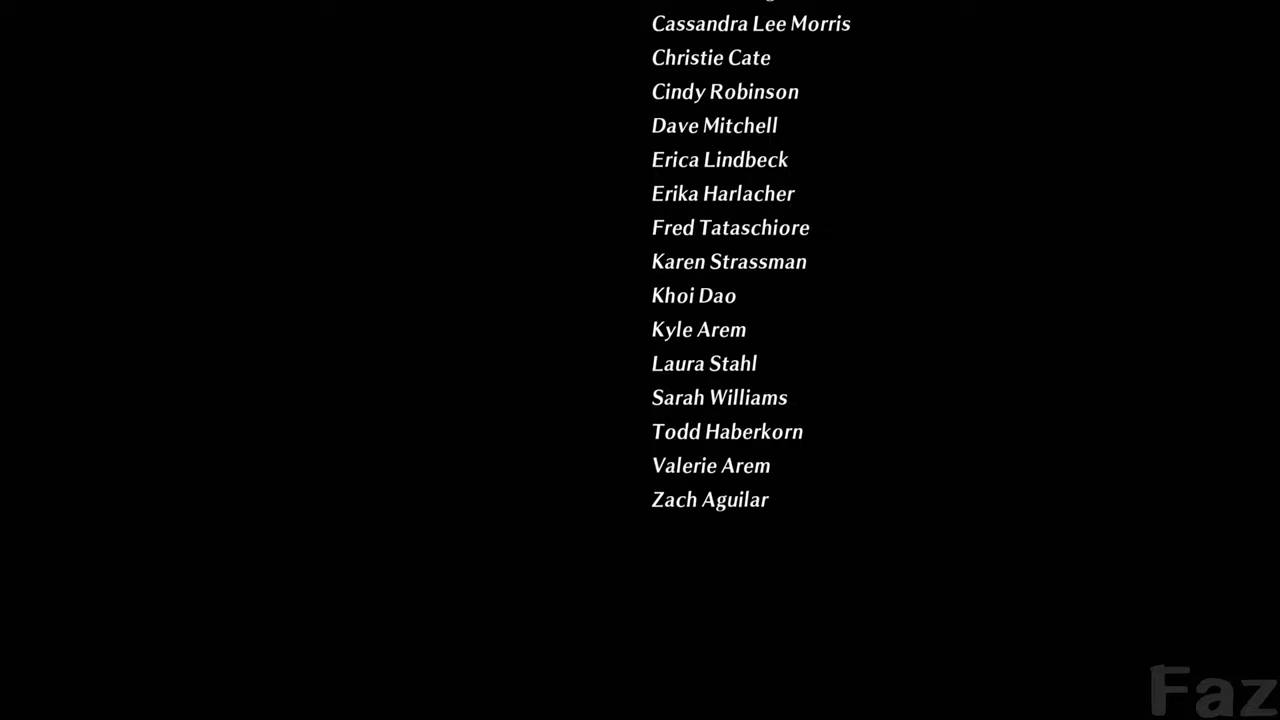 Cassandra Lee Morris
Christie Cate
Cindy Robinson
Dave Mitchell
Erica Lindbeck
Erika Harlacher
Fred Tataschiore
Karen Strassman
Khoi Dao
Kyle Arem
Laura Stahl
Sarah Williams
Todd Haberkorn
Valerie Arem
Zach Aguilar
Faz